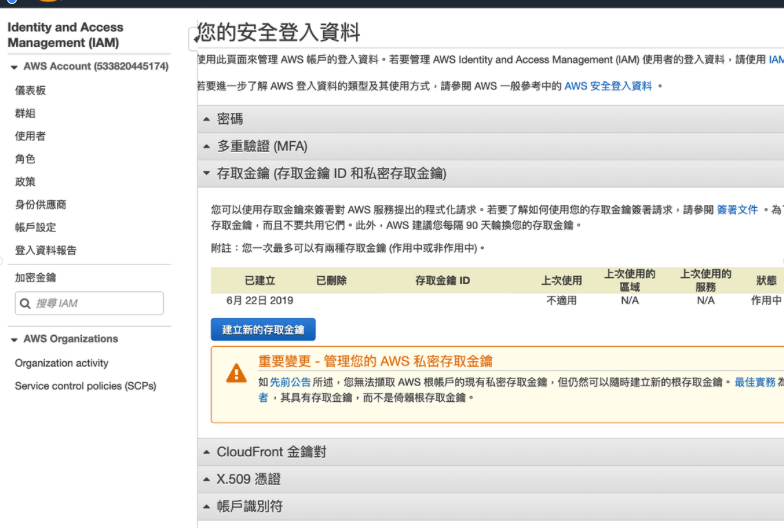 Identity and Access
Management (IAM)
AWS Account (533820445174)
儀表板
群組
使用者
角色
政策
身份供應商
帳戶設定
登入資料報告
加密金鑰
搜尋 IAM
AWS Organizations
Organization activity
Service control policies (SCPs)
您的安全登入資料
使用此頁面來管理 AWS 帳戶的登入資料。若要管理 AWS Identity and Access Management (IAM) 使用者的登入資料，請使用 IAM
若要進一步了解 AWS 登入資料的類型及其使用方式，請參閱 AWS 一般參考中的 AWS 安全登入資料 。
密碼
多重驗證 (MFA)
存取金鑰 (存取金鑰 ID 和私密存取金鑰)
您可以使用存取金鑰來簽署對 AWS 服務提出的程式化請求。若要了解如何使用您的存取金鑰簽署請求，請參閱 簽署文件 。為了
存取金鑰，而且不要共用它們。此外，AWS 建議您每隔 90 天輪換您的存取金鑰。
附註：您一次最多可以有兩種存取金鑰 (作用中或非作用中)。
已建立 已刪除 存取金鑰 ID 上次使用 上次使用的區域 上次使用的服務 狀態
6月 22日 2019 不適用 N/A N/A 作用中
建立新的存取金鑰
重要變更 - 管理您的 AWS 私密存取金鑰
如 先前公告 所述，您無法擷取 AWS 根帳戶的現有私密存取金鑰，但仍然可以隨時建立新的根存取金鑰。 最佳實務 為
者 ，其具有存取金鑰，而不是倚賴根存取金鑰。
CloudFront 金鑰對
X.509 憑證
帳戶識別符